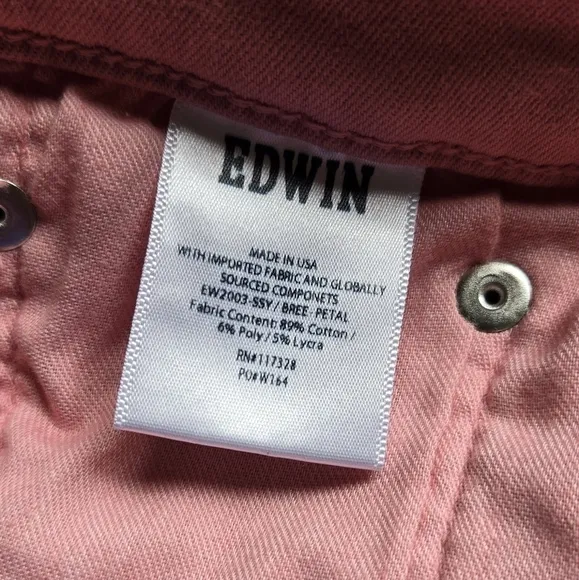 EDWIN
MADE IN USA
WITH IMPORTED FABRIC AND GLOBALLY
SOURCED COMPONETS
EW2003-SSY / BREE - PETAL
Fabric Content: 89% Cotton /
6% Poly / 5% Lycra
RN#117328
PO#W164